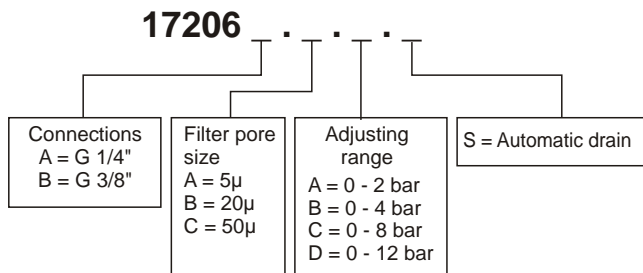 17206 _ . _ . _ . _
Connections
A = G 1/4"
B = G 3/8"
Filter pore
size
A = 5µ
B = 20µ
C = 50µ
Adjusting
range
A = 0 - 2 bar
B = 0 - 4 bar
C = 0 - 8 bar
D = 0 - 12 bar
S = Automatic drain